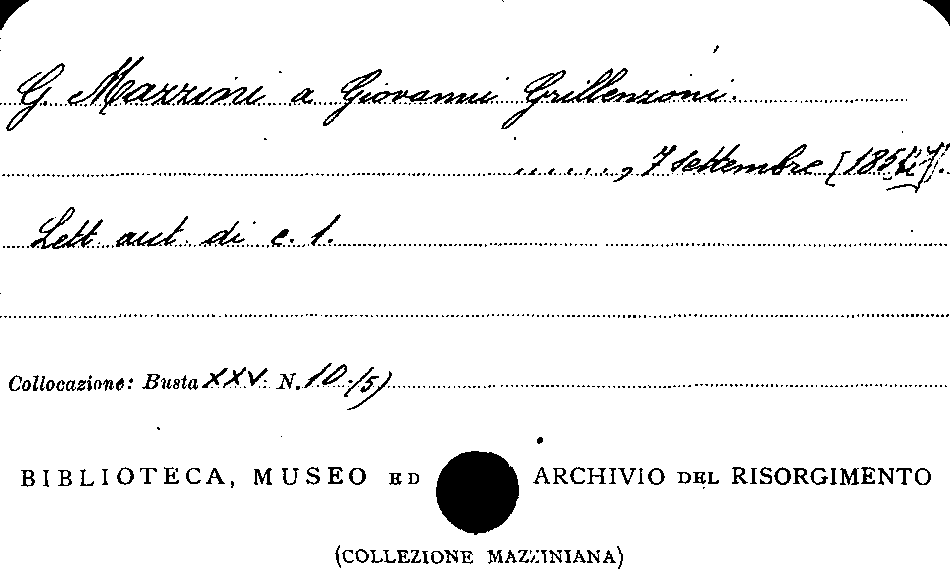 G. Mazzini a Giovanni Grillenzoni.
......, 7 settembre
Lett. aut. di c. 1.
Collocazione: Busta XXV. N. 10.(5)
BIBLIOTECA, MUSEO ED ARCHIVIO DEL RISORGIMENTO
(COLLEZIONE MAZZINIANA)